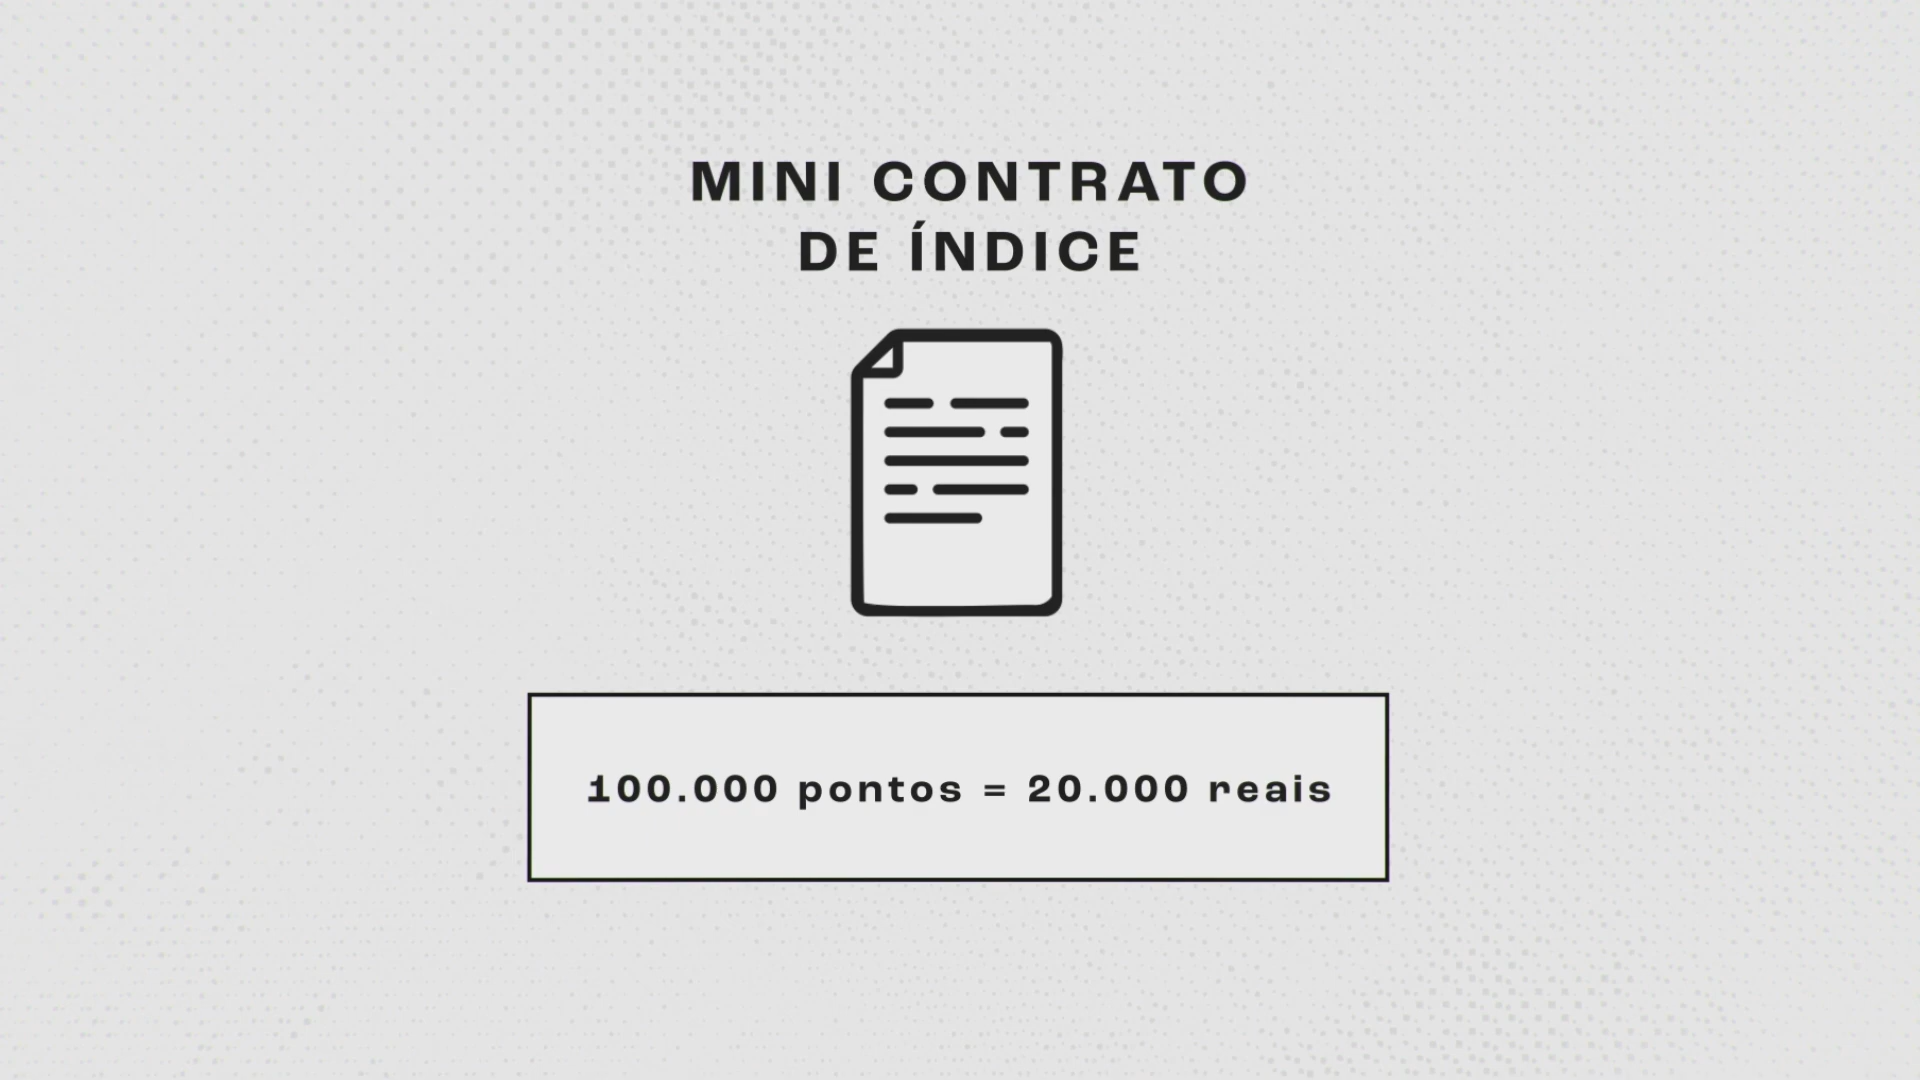 MINI CONTRATO
DE ÍNDICE
100.000 pontos = 20.000 reais